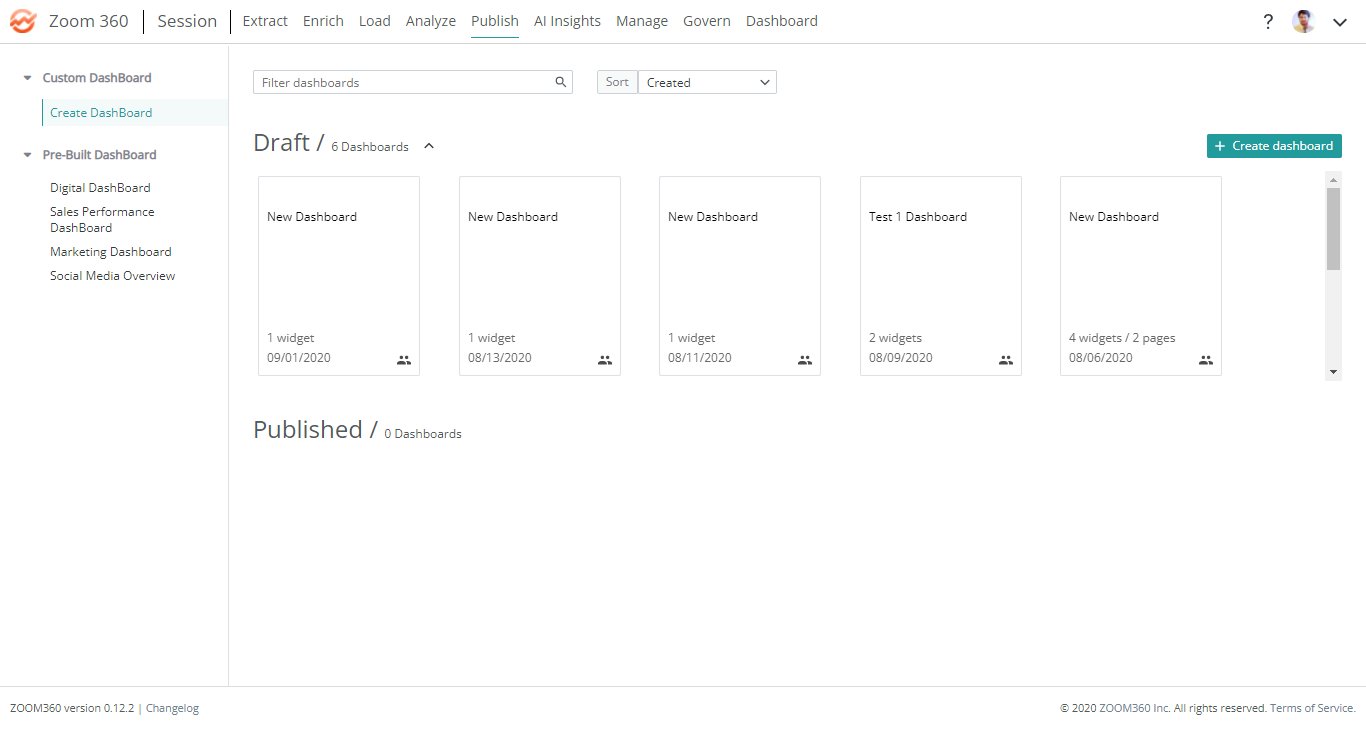 Zoom 360 Session Extract Enrich Load Analyze Publish AI Insights Manage Govern Dashboard ?
Custom DashBoard
Create DashBoard
Pre-Built DashBoard
Digital DashBoard
Sales Performance
DashBoard
Marketing Dashboard
Social Media Overview
Filter dashboards Sort Created
Draft / 6 Dashboards + Create dashboard
New Dashboard
1 widget
09/01/2020
New Dashboard
1 widget
08/13/2020
New Dashboard
1 widget
08/11/2020
Test 1 Dashboard
2 widgets
08/09/2020
New Dashboard
4 widgets / 2 pages
08/06/2020
Published / 0 Dashboards
ZOOM360 version 0.12.2 | Changelog
© 2020 ZOOM360 Inc. All rights reserved. Terms of Service.